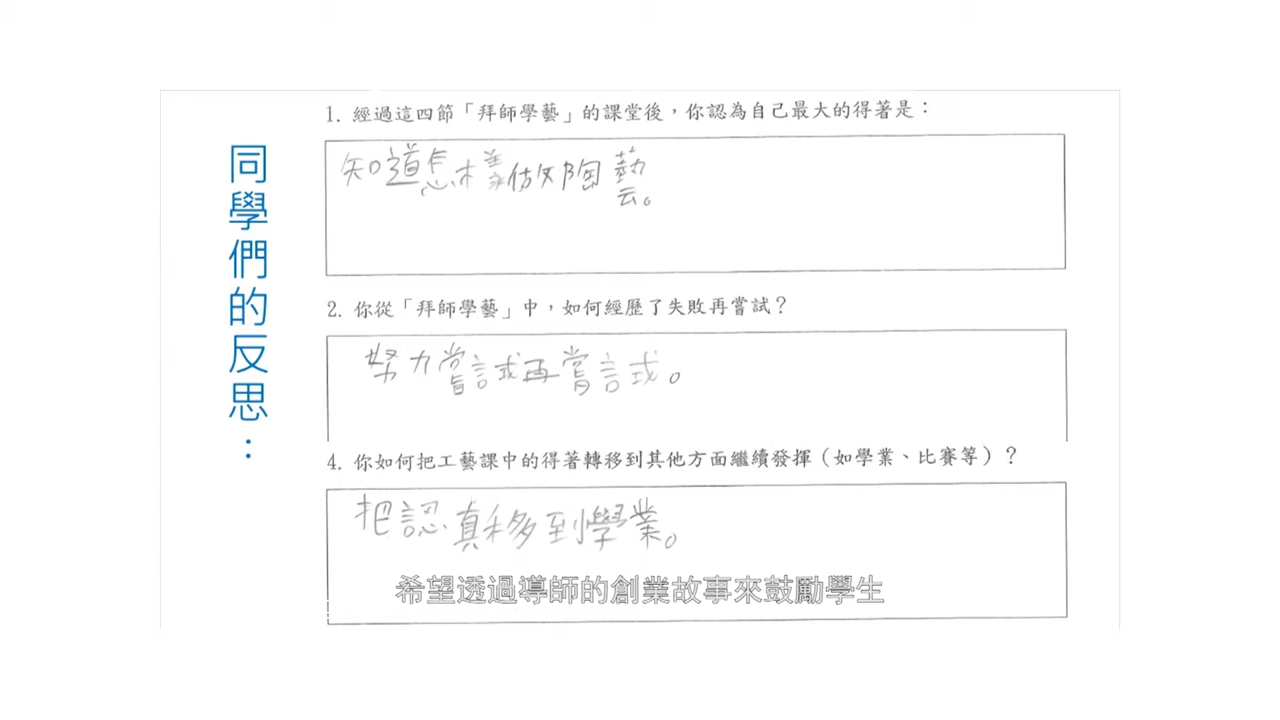 同學們的反思：
1. 經過這四節「拜師學藝」的課堂後，你認為自己最大的得著是：
知道怎樣做陶藝。
2. 你從「拜師學藝」中，如何經歷了失敗再嘗試？
努力嘗試再嘗試。
4. 你如何把工藝課中的得著轉移到其他方面繼續發揮（如學業、比賽等）？
把認真移到學業。
希望透過導師的創業故事來鼓勵學生